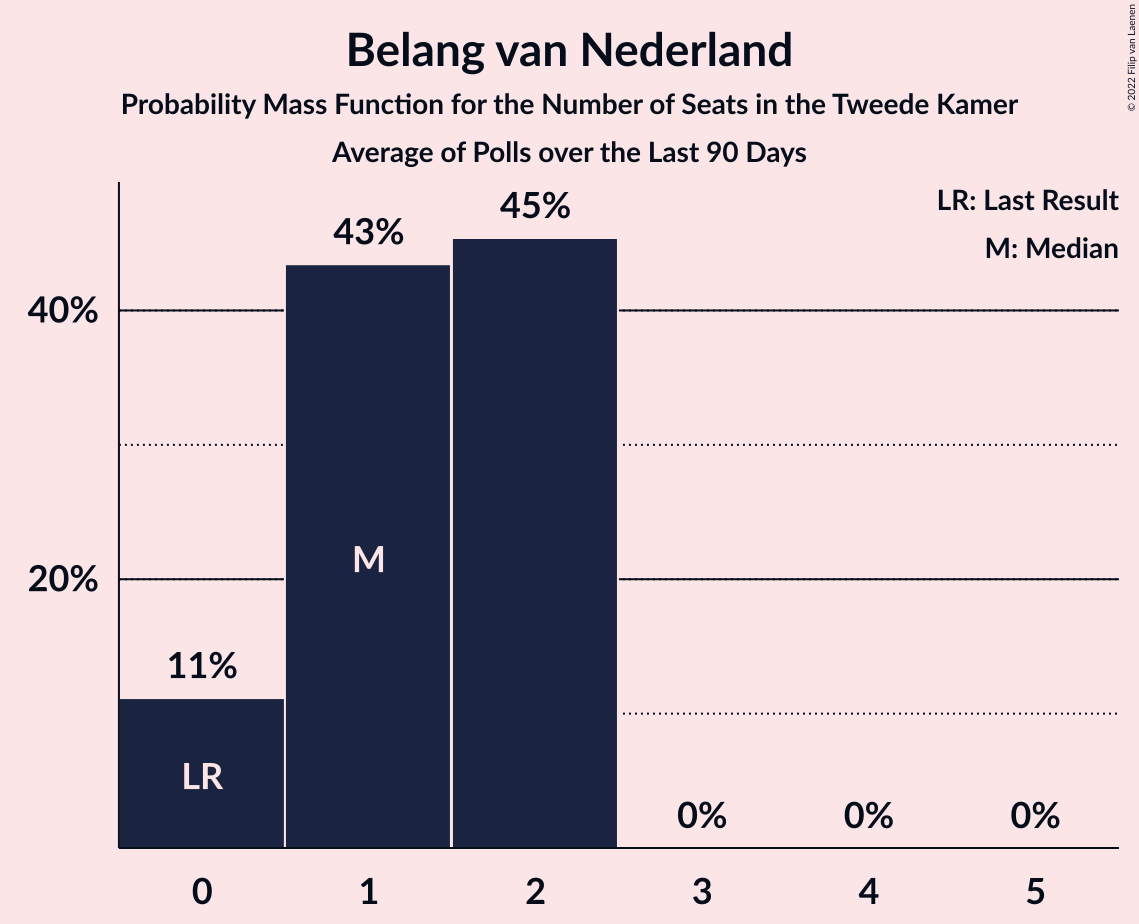 Belang van Nederland
Probability Mass Function for the Number of Seats in the Tweede Kamer
Average of Polls over the Last 90 Days
© 2022 Filip van Laenen
LR: Last Result
M: Median
45%
43%
40%
M
20%
11%
LR
0% 0% 0%
0 1 2 3 4 5